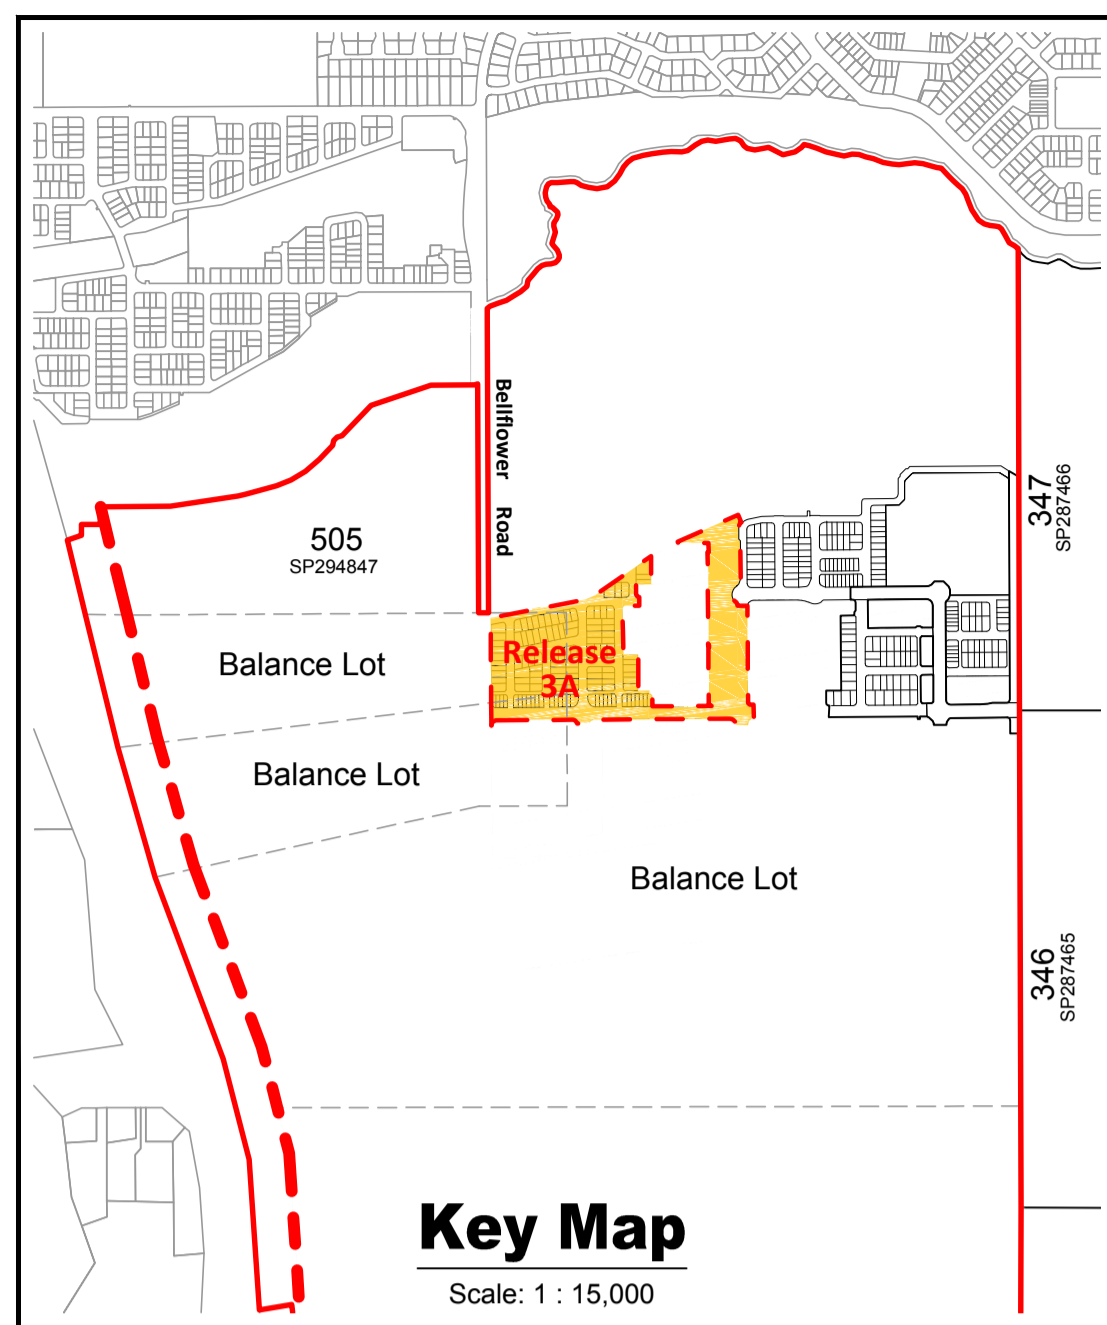 Bellflower Road
347
SP287466
505
SP294847
Release
3A
Balance Lot
Balance Lot
Balance Lot
346
SP287465
Key Map
Scale: 1 : 15,000